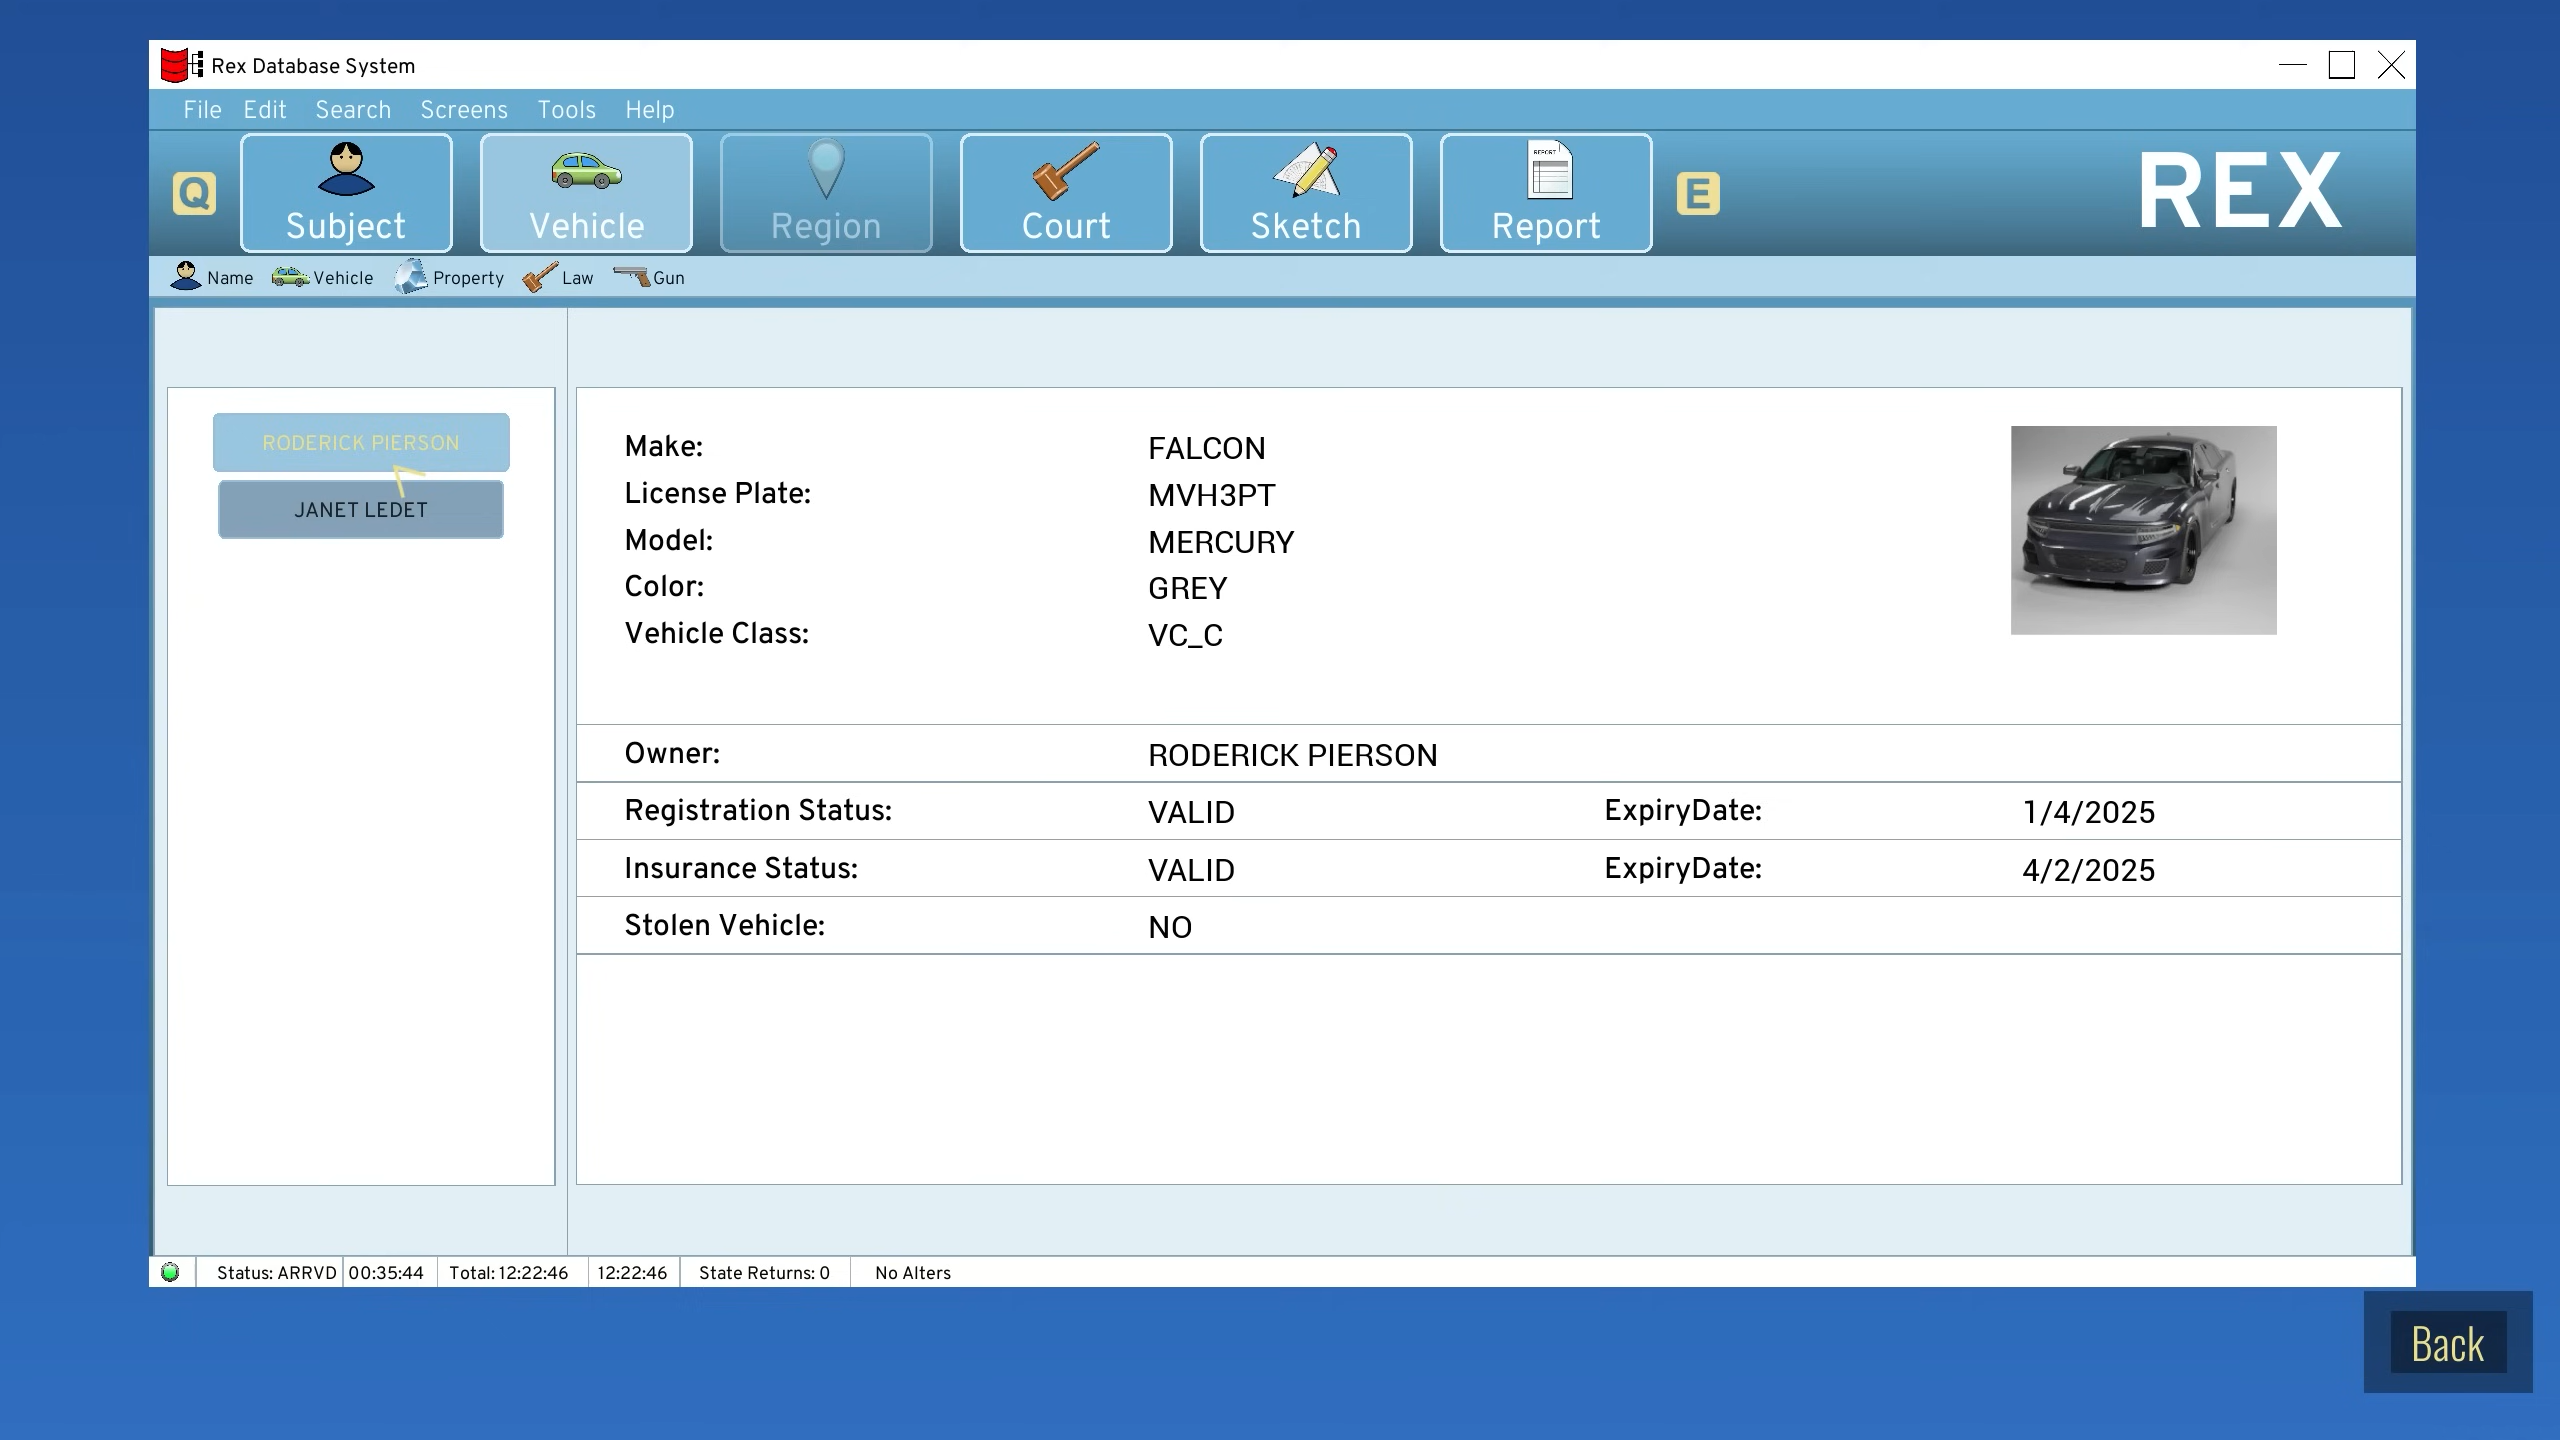 Rex Database System
File Edit Search Screens Tools Help
Q Subject Vehicle Region Court Sketch REPORT Report E REX
Name Vehicle Property Law Gun
RODERICK PIERSON
JANET LEDET
Make: FALCON
License Plate: MVH3PT
Model: MERCURY
Color: GREY
Vehicle Class: VC_C
Owner: RODERICK PIERSON
Registration Status: VALID ExpiryDate: 1/4/2025
Insurance Status: VALID ExpiryDate: 4/2/2025
Stolen Vehicle: NO
Status: ARRVD 00:35:44 Total: 12:22:46 12:22:46 State Returns: 0 No Alters
Back